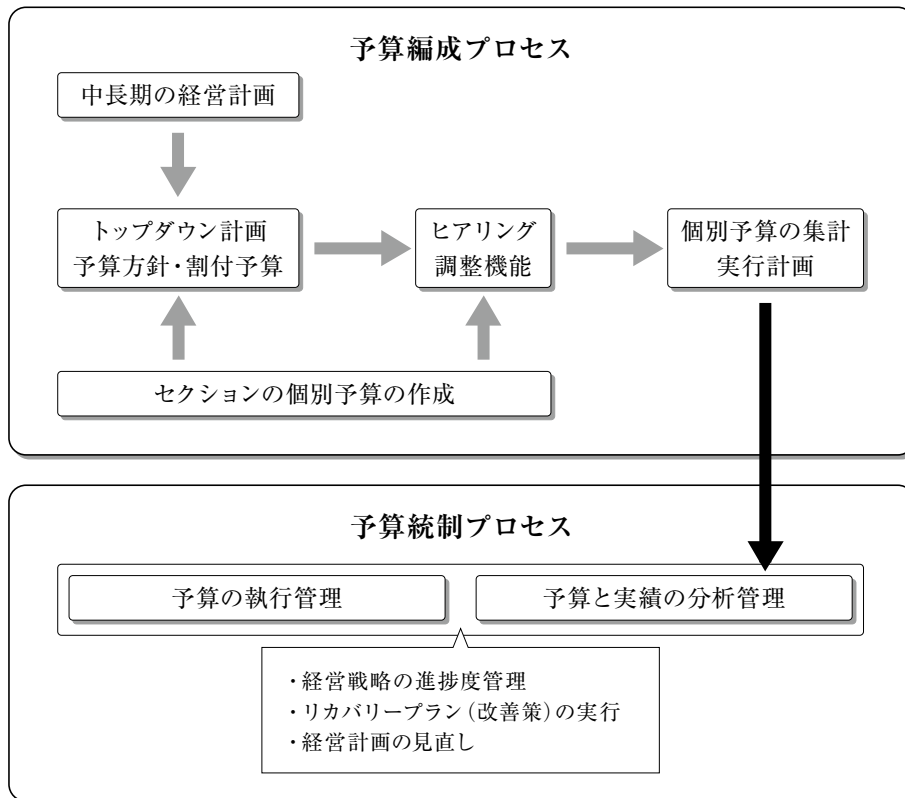 予算編成プロセス
中長期の経営計画
トップダウン計画
予算方針・割付予算
ヒアリング
調整機能
個別予算の集計
実行計画
セクションの個別予算の作成
予算統制プロセス
予算の執行管理
予算と実績の分析管理
・経営戦略の進捗度管理
・リカバリープラン(改善策)の実行
・経営計画の見直し